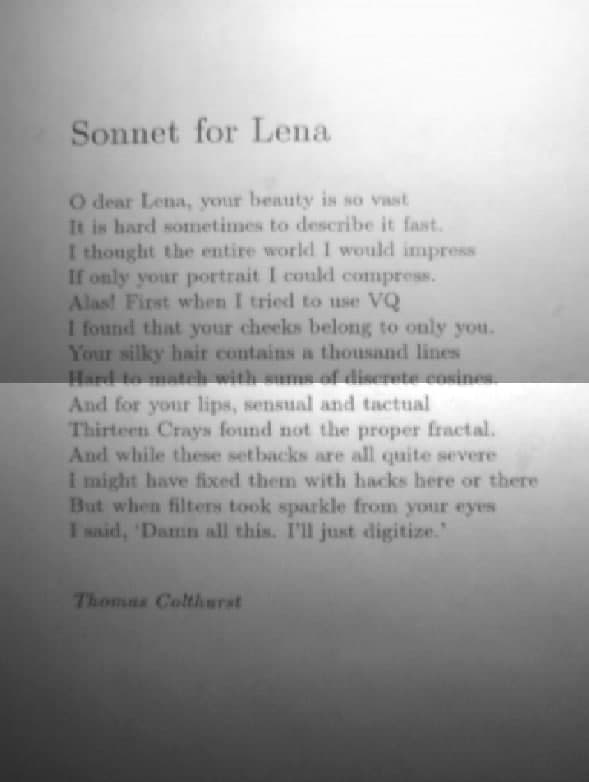 Sonnet for Lena
O dear Lena, your beauty is so vast
It is hard sometimes to describe it fast.
I thought the entire world I would impress
If only your portrait I could compress.
Alas! First when I tried to use VQ
I found that your cheeks belong to only you.
Your silky hair contains a thousand lines
Hard to match with sums of discrete cosines.
And for your lips, sensual and tactual
Thirteen Crays found not the proper fractal.
And while these setbacks are all quite severe
I might have fixed them with hacks here or there
But when filters took sparkle from your eyes
I said, 'Damn all this. I'll just digitize.'
Thomas Colthurst